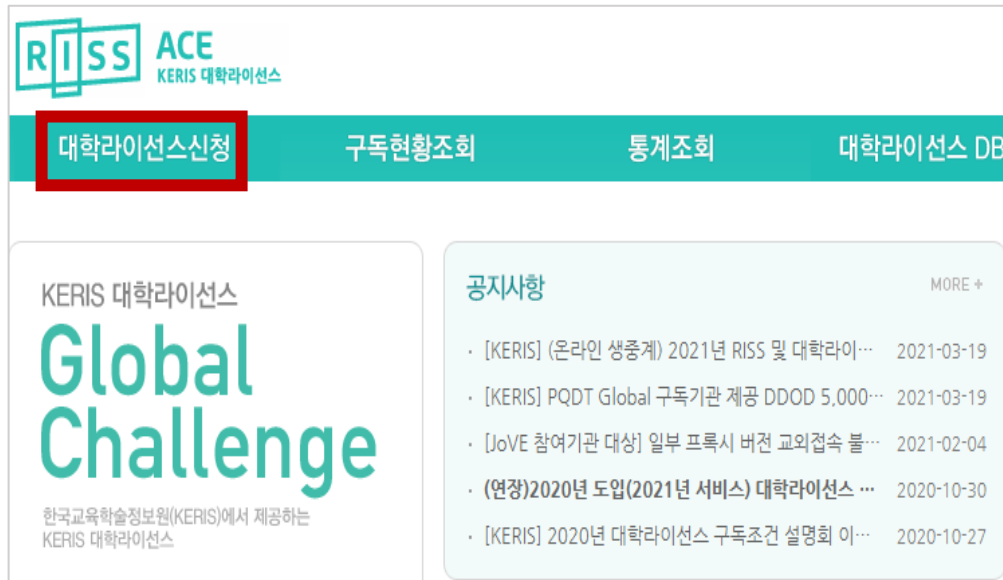 RISS ACE
KERIS 대학라이선스
대학라이선스신청 구독현황조회 통계조회 대학라이선스 DB
KERIS 대학라이선스
Global
Challenge
한국교육학술정보원(KERIS)에서 제공하는
KERIS 대학라이선스
공지사항 MORE +
· [KERIS] (온라인 생중계) 2021년 RISS 및 대학라이… 2021-03-19
· [KERIS] PQDT Global 구독기관 제공 DDOD 5,000… 2021-03-19
· [JoVE 참여기관 대상] 일부 프록시 버전 교외접속 불… 2021-02-04
· (연장)2020년 도입(2021년 서비스) 대학라이선스 … 2020-10-30
· [KERIS] 2020년 대학라이선스 구독조건 설명회 이… 2020-10-27